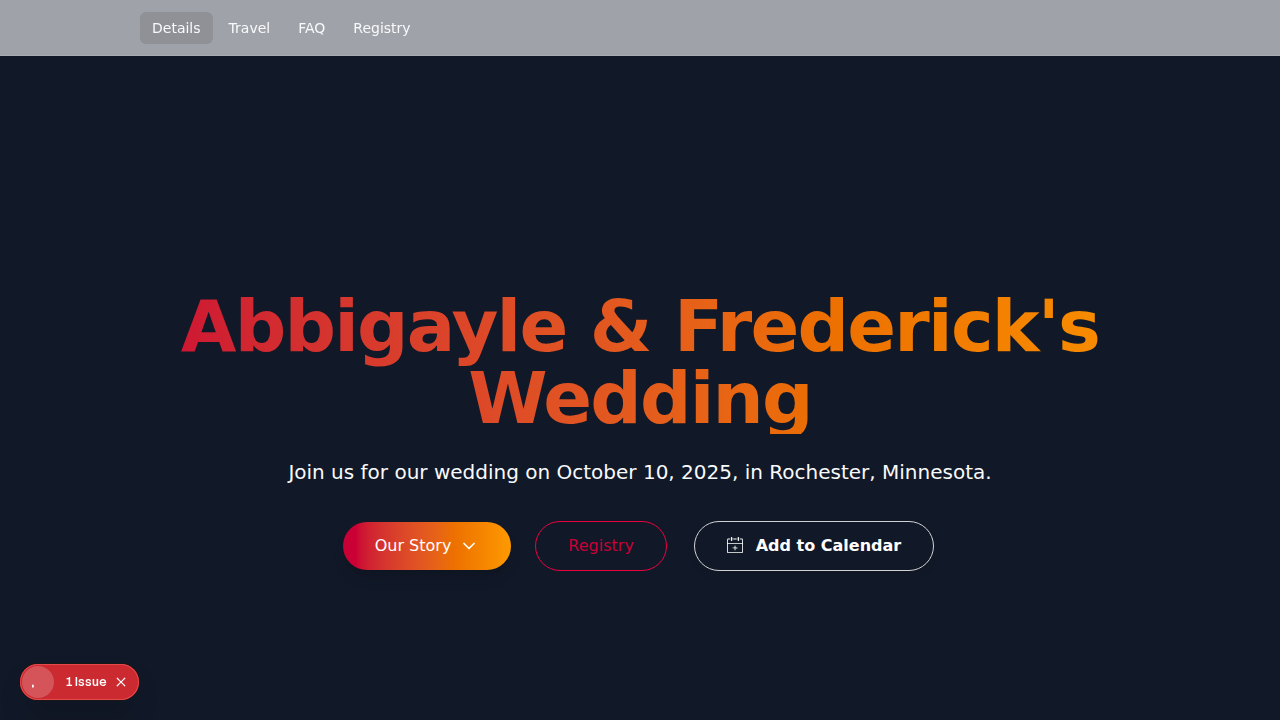 Details Travel FAQ Registry
Abbigayle & Frederick's
Wedding
Join us for our wedding on October 10, 2025, in Rochester, Minnesota.
Our Story Registry Add to Calendar
1 Issue